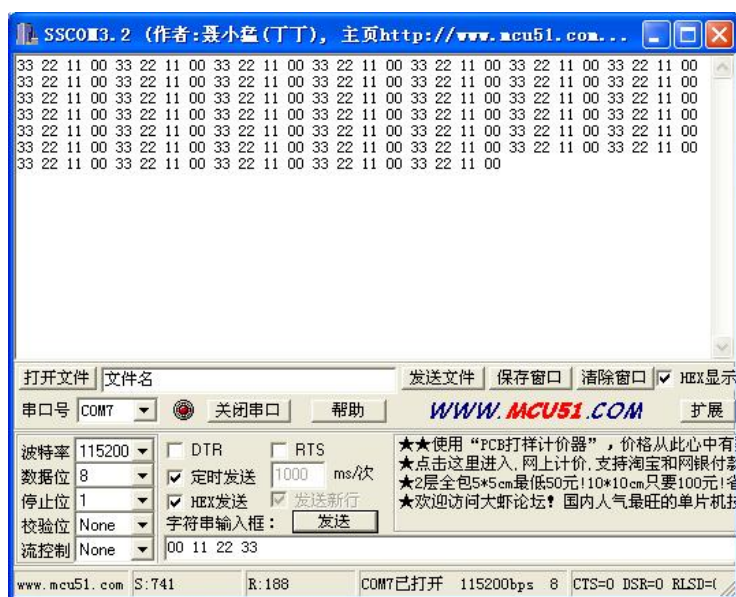 SSCOM3.2 (作者:聂小猛(丁丁), 主页http://www.mcu51.com...
33 22 11 00 33 22 11 00 33 22 11 00 33 22 11 00 33 22 11 00 33 22 11 00 33 22 11 00
33 22 11 00 33 22 11 00 33 22 11 00 33 22 11 00 33 22 11 00 33 22 11 00 33 22 11 00
33 22 11 00 33 22 11 00 33 22 11 00 33 22 11 00 33 22 11 00 33 22 11 00 33 22 11 00
33 22 11 00 33 22 11 00 33 22 11 00 33 22 11 00 33 22 11 00 33 22 11 00 33 22 11 00
33 22 11 00 33 22 11 00 33 22 11 00 33 22 11 00 33 22 11 00 33 22 11 00 33 22 11 00
33 22 11 00 33 22 11 00 33 22 11 00 33 22 11 00 33 22 11 00 33 22 11 00 33 22 11 00
33 22 11 00 33 22 11 00 33 22 11 00 33 22 11 00 33 22 11 00
打开文件 文件名 发送文件 保存窗口 清除窗口 HEX显示
串口号 COM7 关闭串口 帮助 WWW.MCU51.COM 扩展
波特率 115200 DTR RTS
数据位 8 定时发送 1000 ms/次
停止位 1 HEX发送 发送新行
校验位 None 字符串输入框: 发送
流控制 None 00 11 22 33
★★使用“PCB打样计价器”,价格从此心中有
★点击这里进入,网上计价,支持淘宝和网银付款
★2层全包5*5cm最低50元!10*10cm只要100元!省
★欢迎访问大虾论坛!国内人气最旺的单片机技
www.mcu51.com S:741 R:188 COM7已打开 115200bps 8 CTS=0 DSR=0 RLSD=(